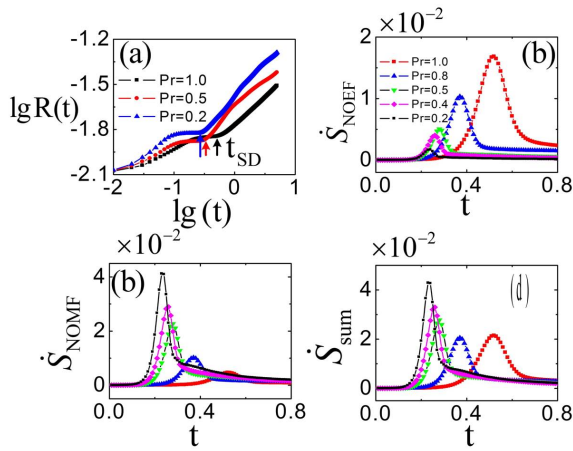 (a)
-1.2
-1.5
-1.8
-2.1
lgR(t)
Pr=1.0
Pr=0.5
Pr=0.2
t_SD
-2 -1 0 1
lg (t)
×10⁻²
(b)
2
1
0
Ṡ_NOEF
Pr=1.0
Pr=0.8
Pr=0.5
Pr=0.4
Pr=0.2
0.0 0.4 0.8
t
×10⁻²
(b)
4
2
0
Ṡ_NOMF
0.0 0.4 0.8
t
×10⁻²
(d)
4
2
0
Ṡ_sum
0.0 0.4 0.8
t